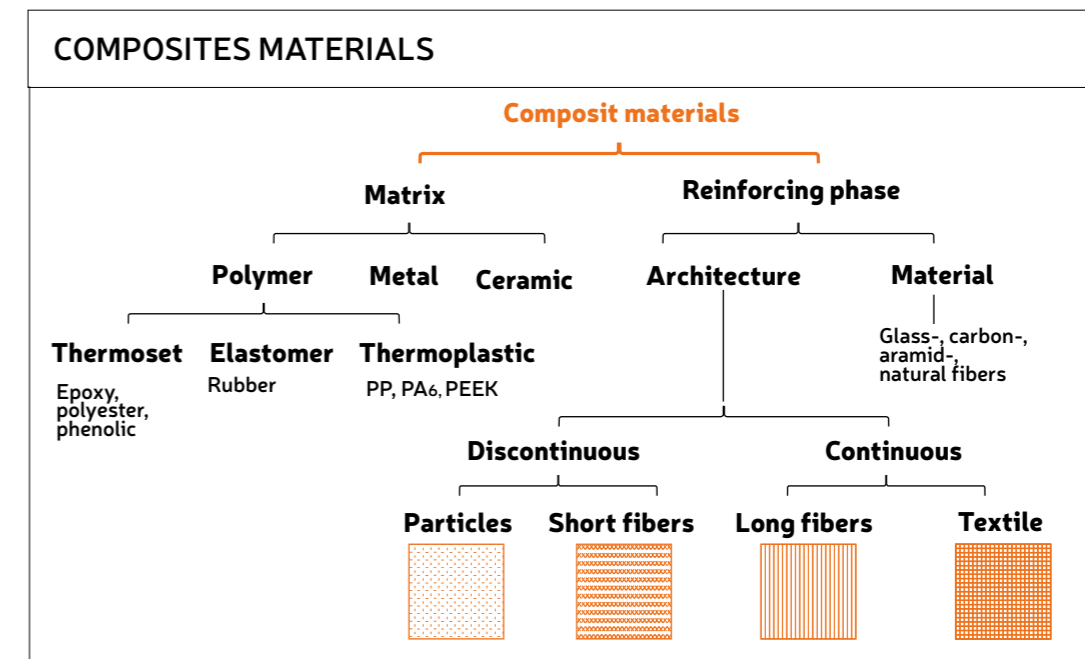 COMPOSITES MATERIALS
Composit materials
Matrix
Reinforcing phase
Polymer
Metal
Ceramic
Architecture
Material
Thermoset
Elastomer
Thermoplastic
Glass-, carbon-,
aramid-,
natural fibers
Epoxy,
polyester,
phenolic
Rubber
PP, PA6, PEEK
Discontinuous
Continuous
Particles
Short fibers
Long fibers
Textile